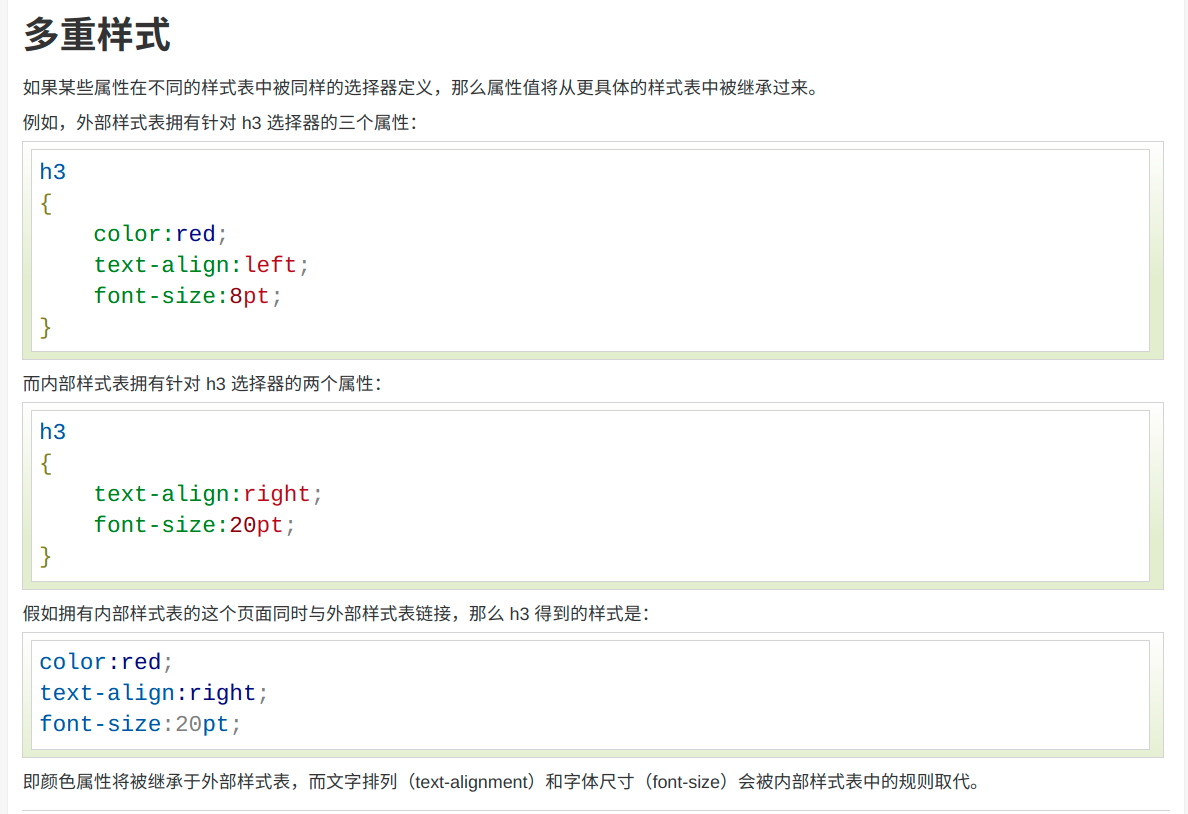 多重样式
如果某些属性在不同的样式表中被同样的选择器定义，那么属性值将从更具体的样式表中被继承过来。
例如，外部样式表拥有针对 h3 选择器的三个属性：
h3
{
    color:red;
    text-align:left;
    font-size:8pt;
}
而内部样式表拥有针对 h3 选择器的两个属性：
h3
{
    text-align:right;
    font-size:20pt;
}
假如拥有内部样式表的这个页面同时与外部样式表链接，那么 h3 得到的样式是：
color:red;
text-align:right;
font-size:20pt;
即颜色属性将被继承于外部样式表，而文字排列（text-alignment）和字体尺寸（font-size）会被内部样式表中的规则取代。